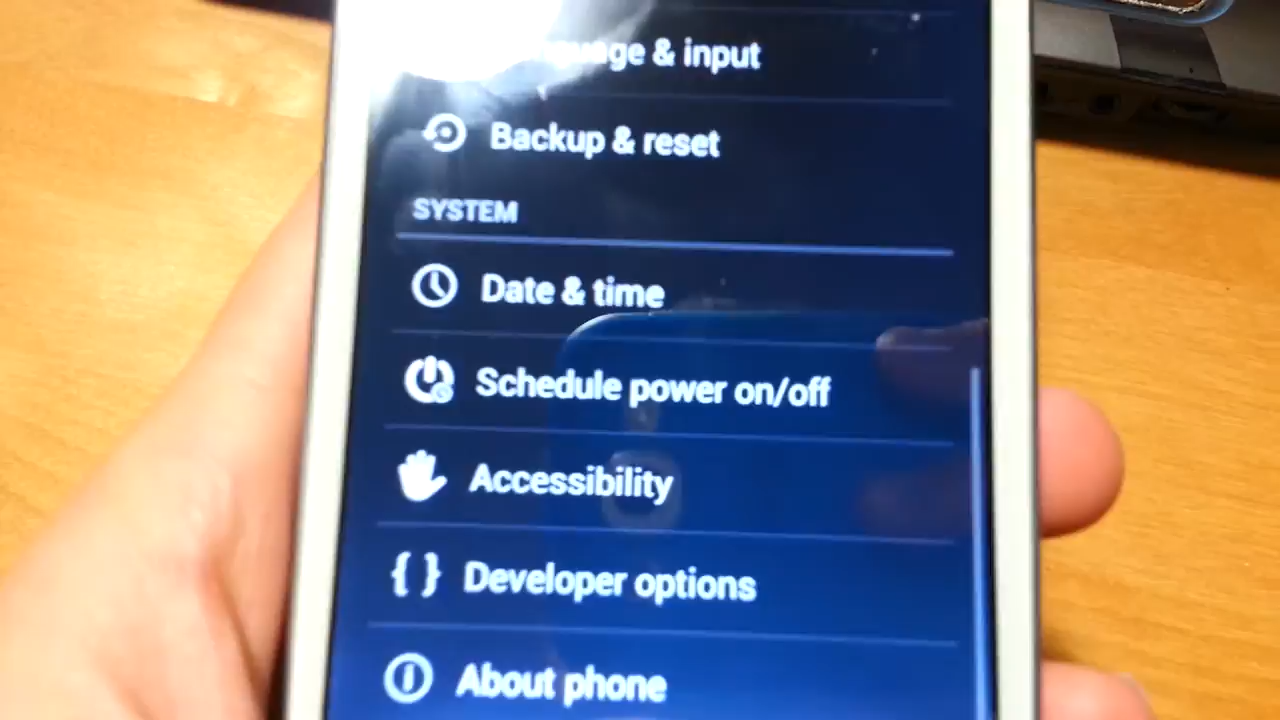 & input
Backup & reset
SYSTEM
Date & time
Schedule power on/off
Accessibility
Developer options
About phone